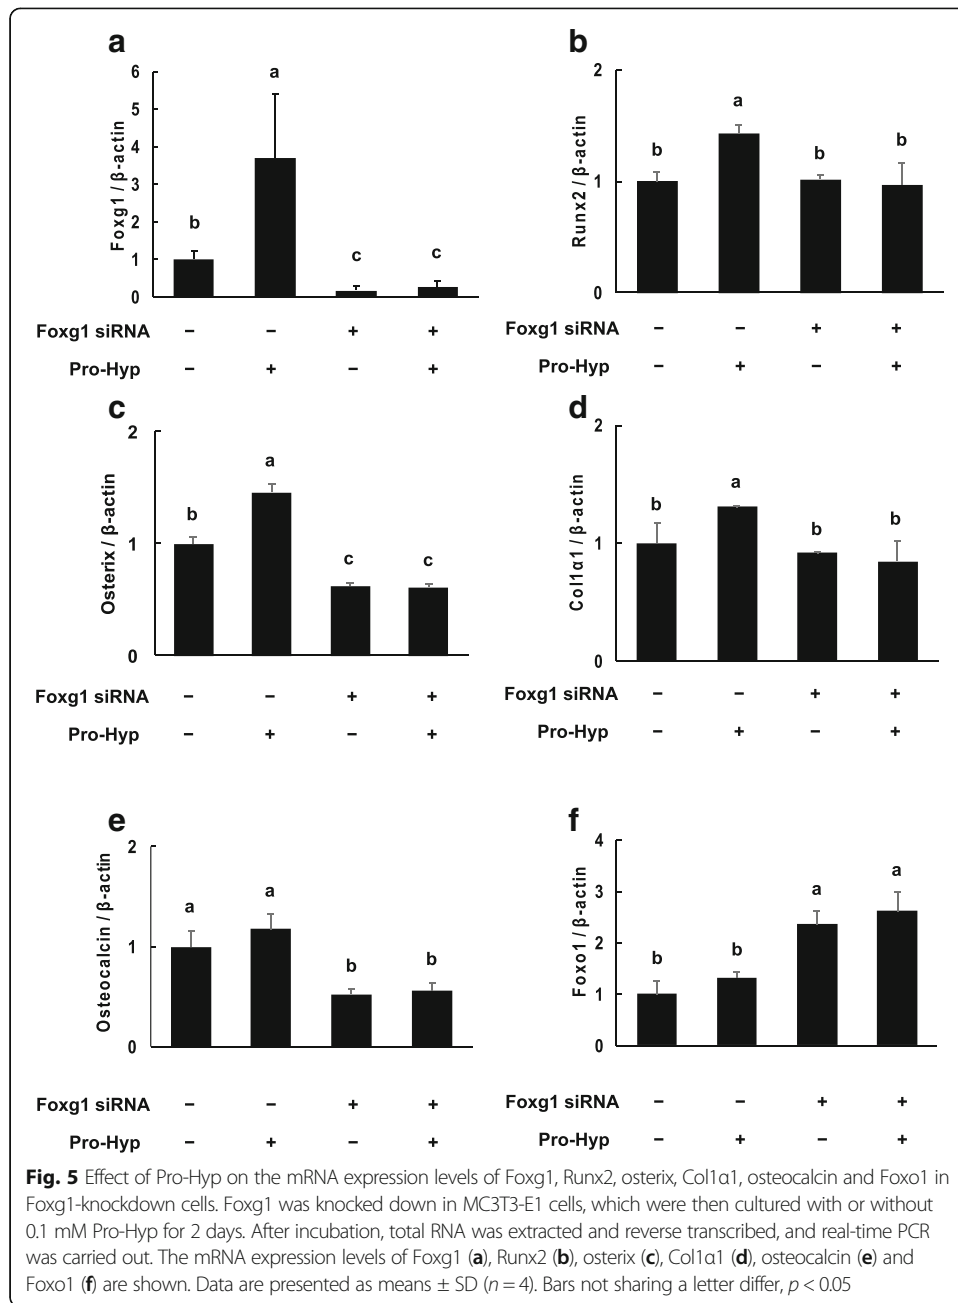 a
Foxg1 / β-actin
6
5
4
3
2
1
0
b
a
c
c
Foxg1 siRNA − − + +
Pro-Hyp − + − +
b
Runx2 / β-actin
2
1
0
b
a
b
b
Foxg1 siRNA − − + +
Pro-Hyp − + − +
c
Osterix / β-actin
2
1
0
b
a
c
c
Foxg1 siRNA − − + +
Pro-Hyp − + − +
d
Col1α1 / β-actin
2
1
0
b
a
b
b
Foxg1 siRNA − − + +
Pro-Hyp − + − +
e
Osteocalcin / β-actin
2
1
0
a
a
b
b
Foxg1 siRNA − − + +
Pro-Hyp − + − +
f
Foxo1 / β-actin
4
3
2
1
0
b
b
a
a
Foxg1 siRNA − − + +
Pro-Hyp − + − +
Fig. 5 Effect of Pro-Hyp on the mRNA expression levels of Foxg1, Runx2, osterix, Col1α1, osteocalcin and Foxo1 in
Foxg1-knockdown cells. Foxg1 was knocked down in MC3T3-E1 cells, which were then cultured with or without
0.1 mM Pro-Hyp for 2 days. After incubation, total RNA was extracted and reverse transcribed, and real-time PCR
was carried out. The mRNA expression levels of Foxg1 (a), Runx2 (b), osterix (c), Col1α1 (d), osteocalcin (e) and
Foxo1 (f) are shown. Data are presented as means ± SD (n = 4). Bars not sharing a letter differ, p < 0.05